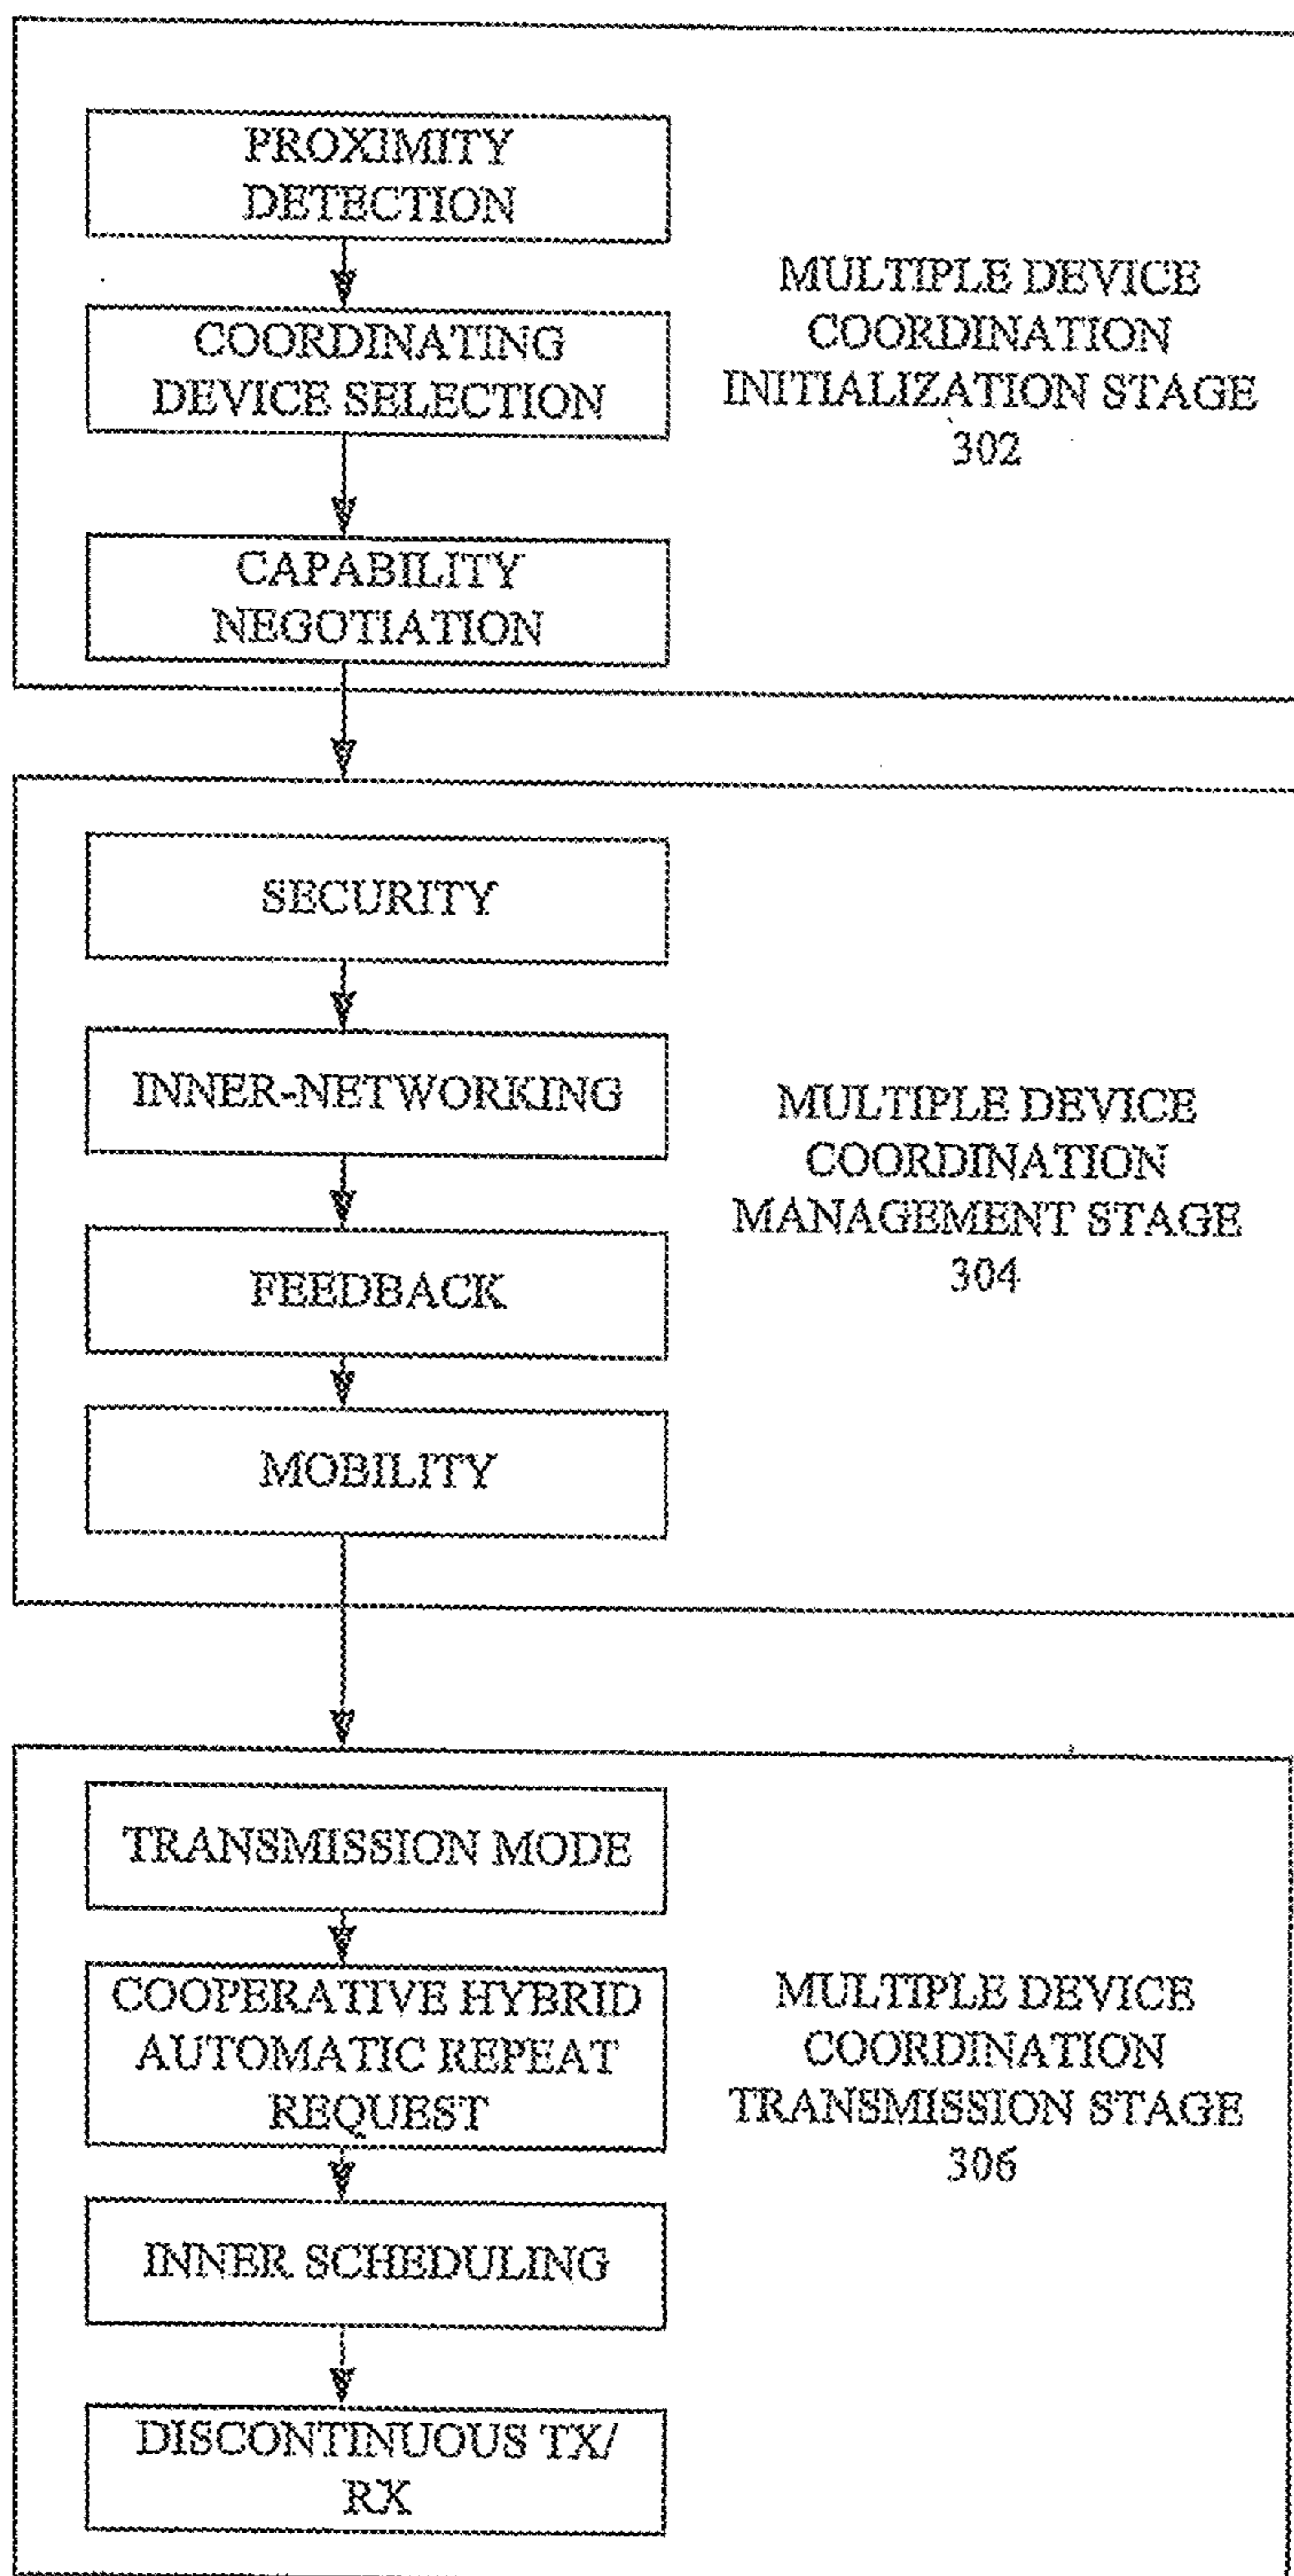 PROXIMITY
DETECTION
COORDINATING
DEVICE SELECTION
CAPABILITY
NEGOTIATION
MULTIPLE DEVICE
COORDINATION
INITIALIZATION STAGE
302
SECURITY
INNER-NETWORKING
FEEDBACK
MOBILITY
MULTIPLE DEVICE
COORDINATION
MANAGEMENT STAGE
304
TRANSMISSION MODE
COOPERATIVE HYBRID
AUTOMATIC REPEAT
REQUEST
INNER SCHEDULING
DISCONTINUOUS TX/
RX
MULTIPLE DEVICE
COORDINATION
TRANSMISSION STAGE
306